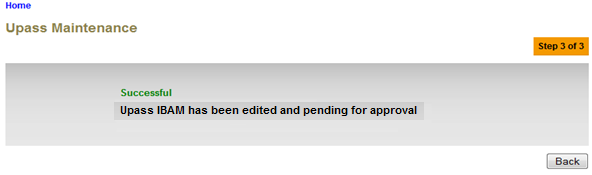 Home
Upass Maintenance
Step 3 of 3
Successful
Upass IBAM has been edited and pending for approval
Back